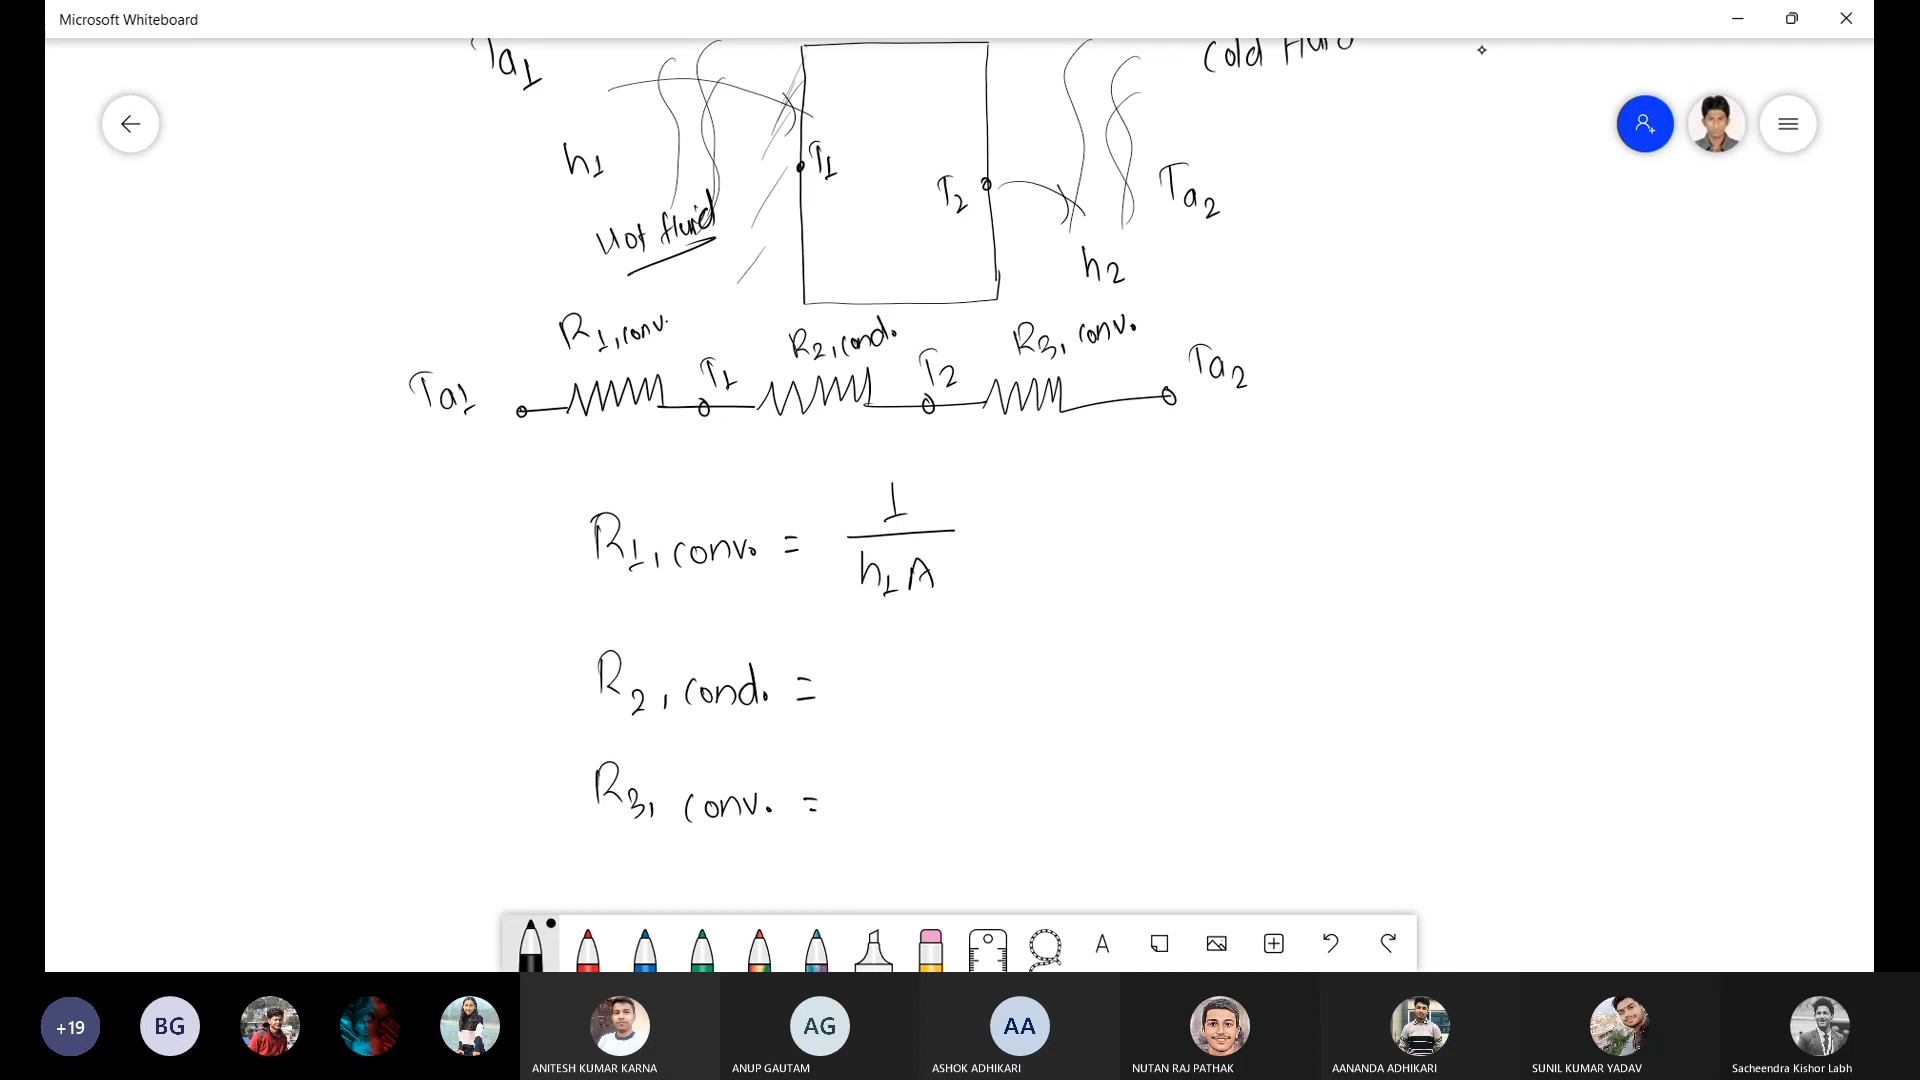 Microsoft Whiteboard
Ta1
Cold fluid
h1
T1
T2
Ta2
Hot fluid
h2
R1, conv.
R2, cond.
R3, conv.
Ta1
T1
T2
Ta2
R1, conv. = 1 / h1 A
R2, cond. =
R3, conv. =
A
+19
BG
AG
AA
ANITESH KUMAR KARNA
ANUP GAUTAM
ASHOK ADHIKARI
NUTAN RAJ PATHAK
AANANDA ADHIKARI
SUNIL KUMAR YADAV
Sacheendra Kishor Labh